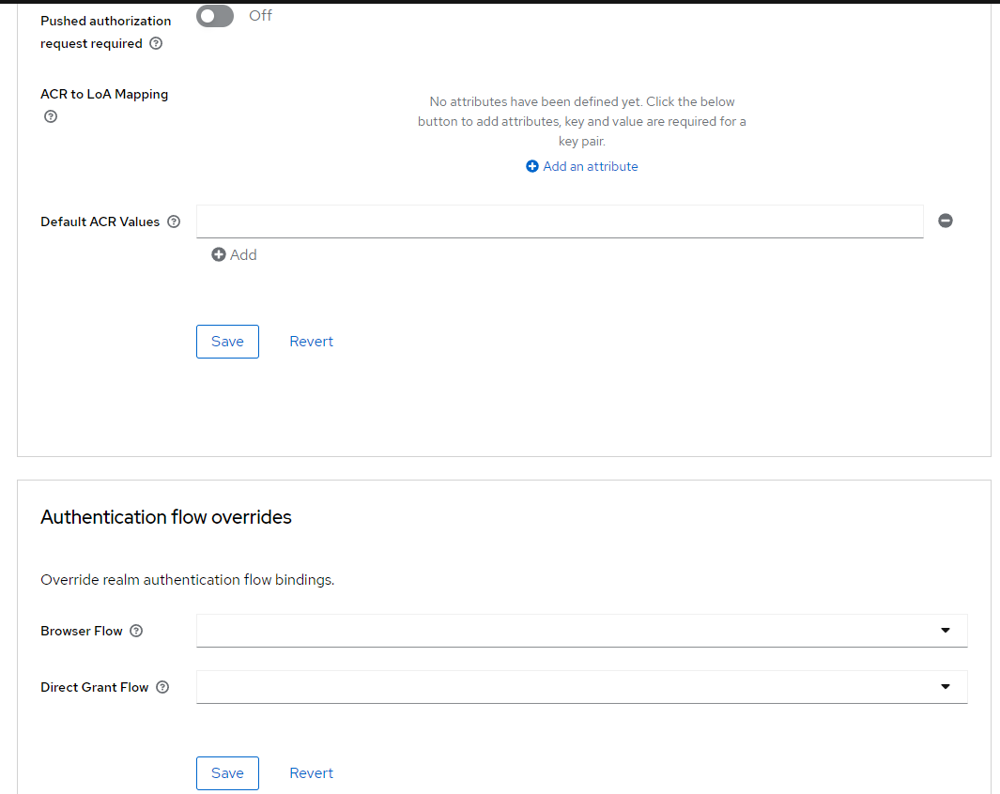 Pushed authorization
request required
Off
ACR to LoA Mapping
No attributes have been defined yet. Click the below
button to add attributes, key and value are required for a
key pair.
Add an attribute
Default ACR Values
Add
Save
Revert
Authentication flow overrides
Override realm authentication flow bindings.
Browser Flow
Direct Grant Flow
Save
Revert